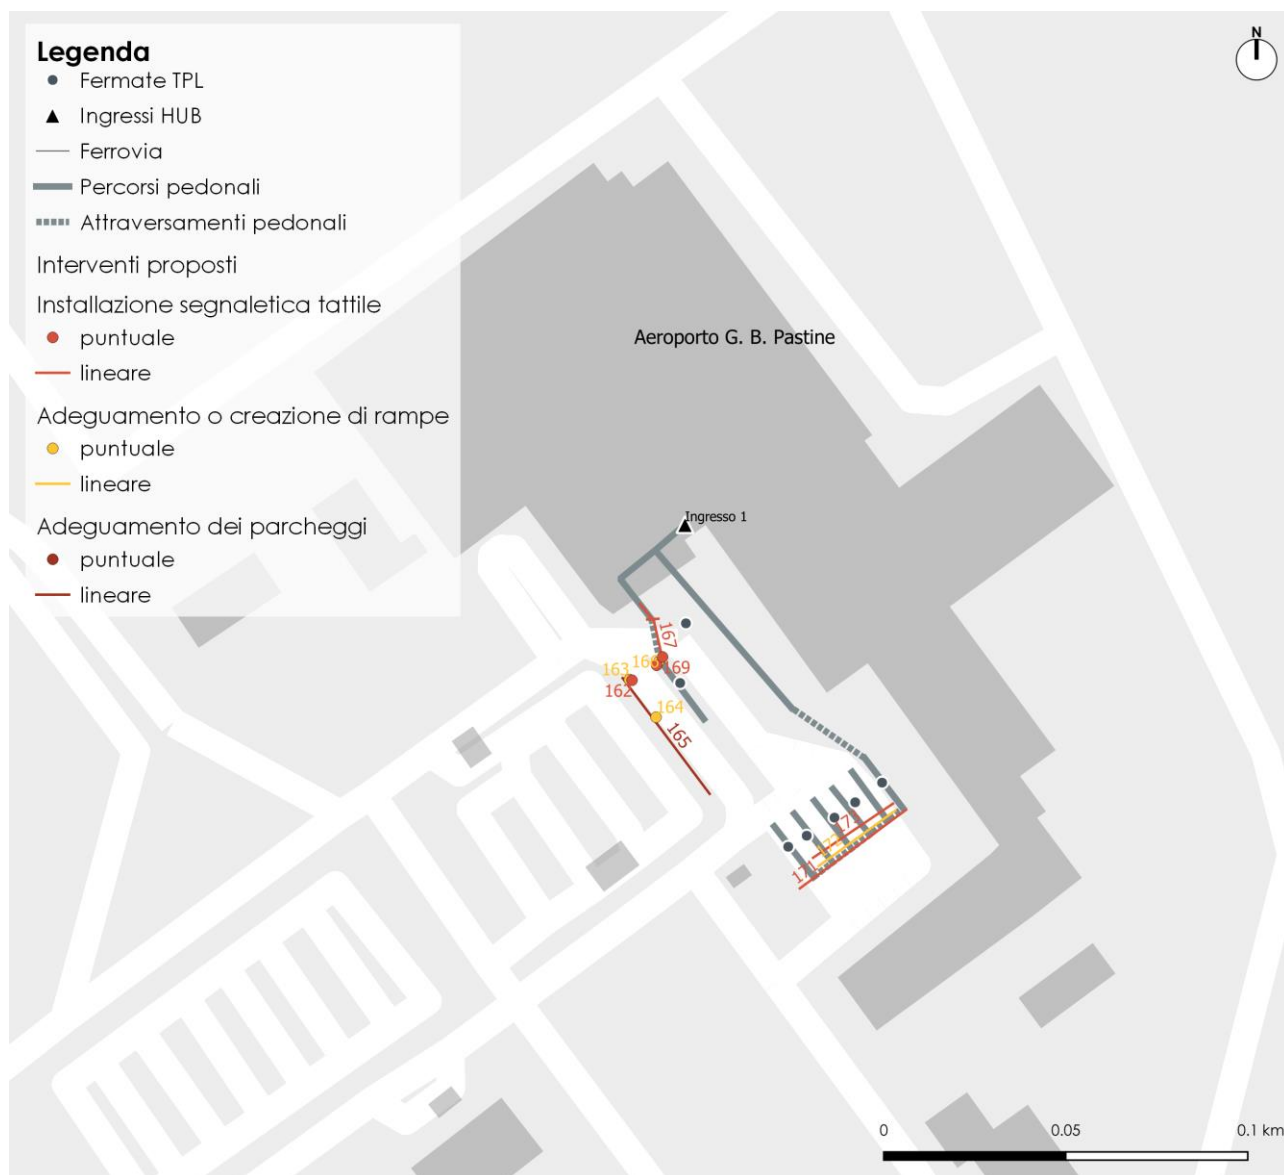 Legenda
Fermate TPL
Ingressi HUB
Ferrovia
Percorsi pedonali
Attraversamenti pedonali
Interventi proposti
Installazione segnaletica tattile
puntuale
lineare
Adeguamento o creazione di rampe
puntuale
lineare
Adeguamento dei parcheggi
puntuale
lineare
N
Aeroporto G. B. Pastine
Ingresso 1
167
163
169
162
164
165
171
0 0.05 0.1 km